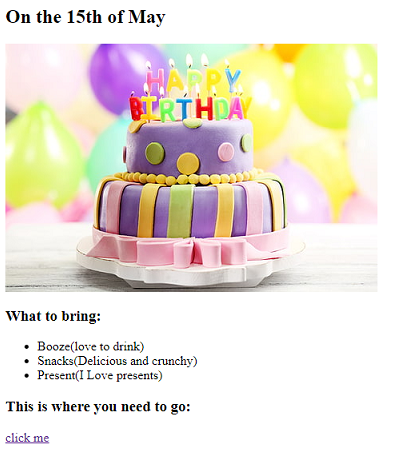 On the 15th of May
HAPPY
BIRTHDAY
What to bring:
Booze(love to drink)
Snacks(Delicious and crunchy)
Present(I Love presents)
This is where you need to go:
click me